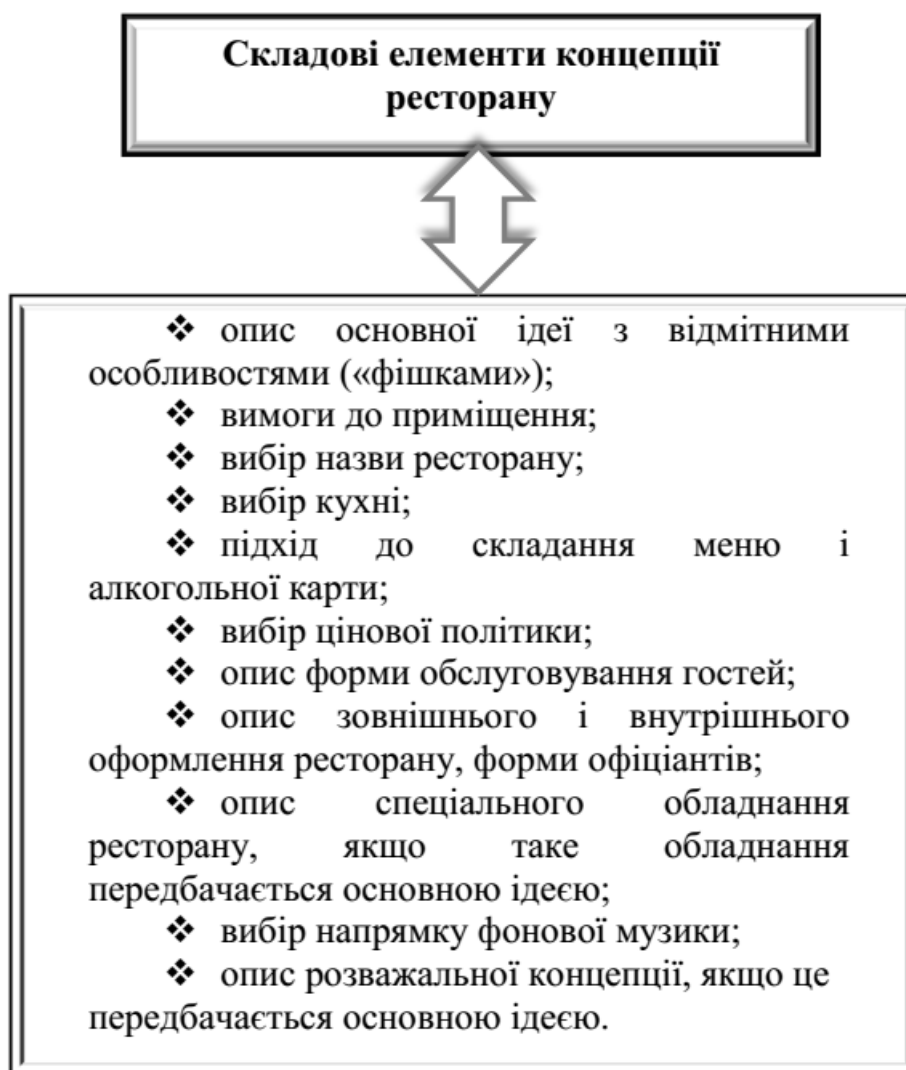 Складові елементи концепції
ресторану
❖ опис основної ідеї з відмітними
особливостями («фішками»);
❖ вимоги до приміщення;
❖ вибір назви ресторану;
❖ вибір кухні;
❖ підхід до складання меню і
алкогольної карти;
❖ вибір цінової політики;
❖ опис форми обслуговування гостей;
❖ опис зовнішнього і внутрішнього
оформлення ресторану, форми офіціантів;
❖ опис спеціального обладнання
ресторану, якщо таке обладнання
передбачається основною ідеєю;
❖ вибір напрямку фонової музики;
❖ опис розважальної концепції, якщо це
передбачається основною ідеєю.